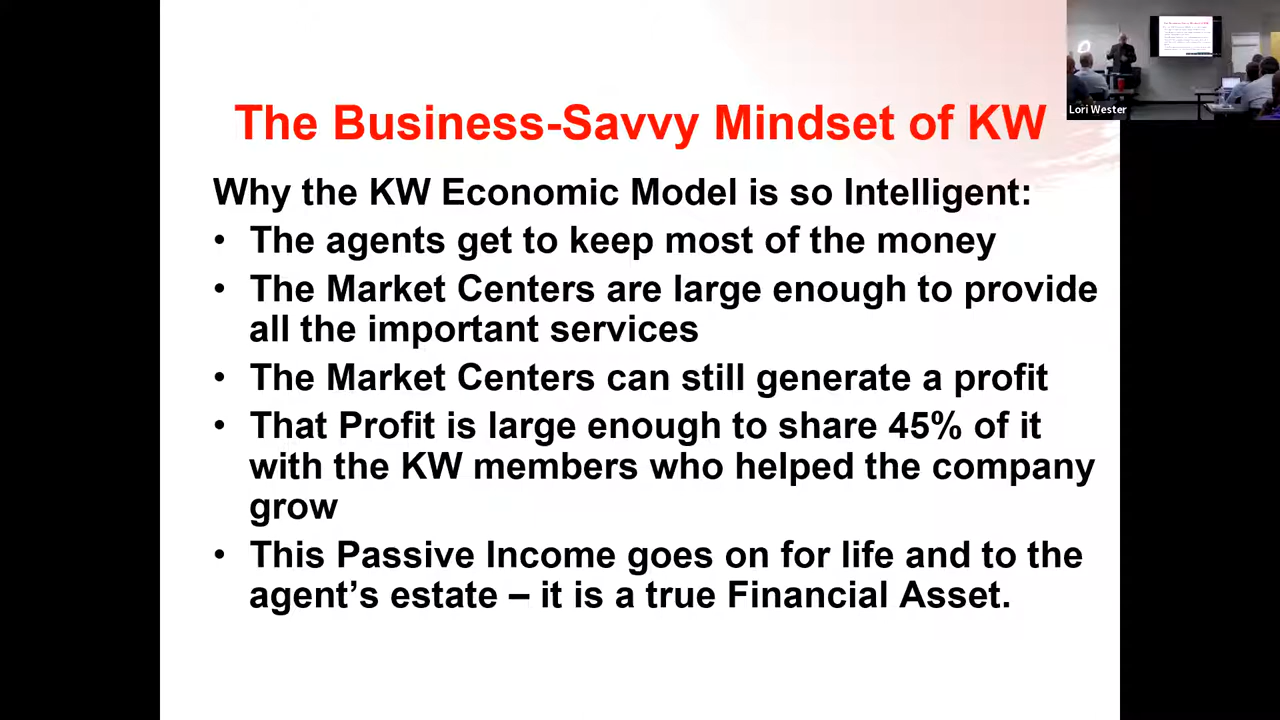 The Business-Savvy Mindset of KW
Why the KW Economic Model is so Intelligent:
• The agents get to keep most of the money
• The Market Centers are large enough to provide
all the important services
• The Market Centers can still generate a profit
• That Profit is large enough to share 45% of it
with the KW members who helped the company
grow
• This Passive Income goes on for life and to the
agent’s estate – it is a true Financial Asset.
Lori Wester